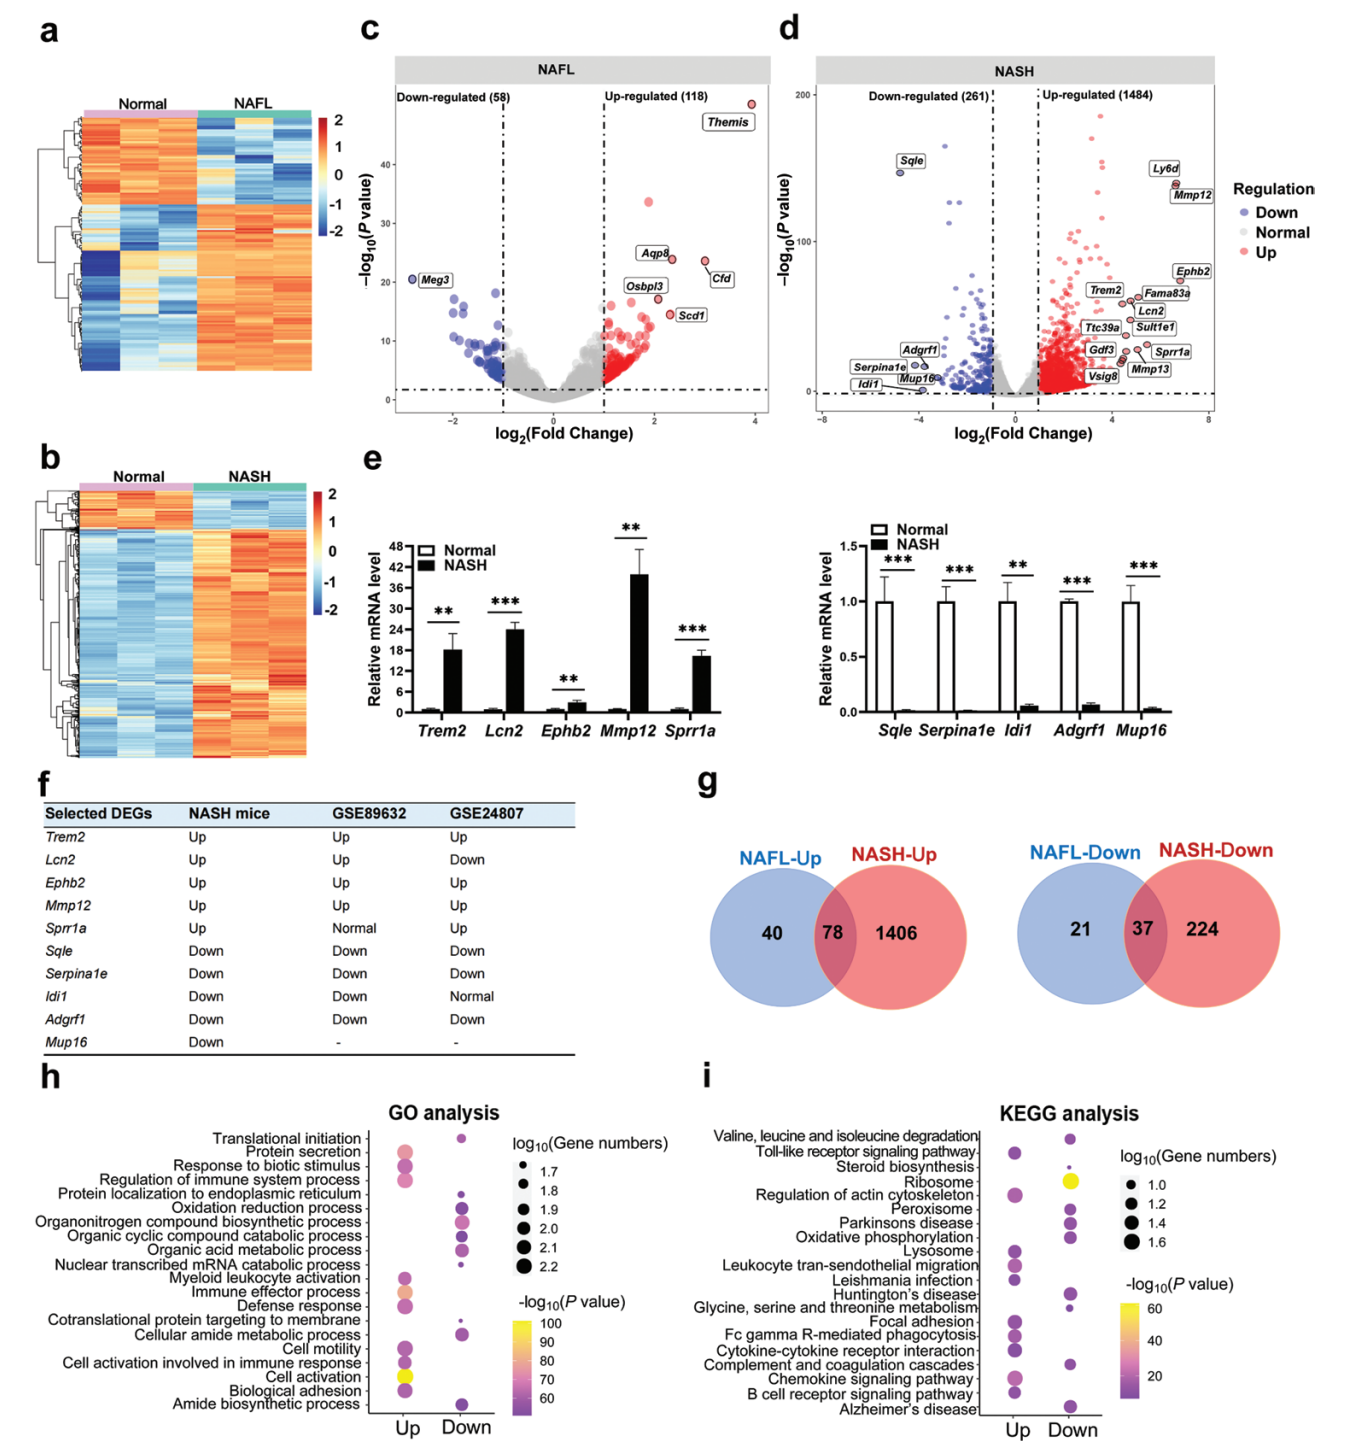 a
Normal
NAFL
2
1
0
-1
-2
c
NAFL
Down-regulated (58)
Up-regulated (118)
Themis
Aqp8
Cfd
Osbpl3
Scd1
Meg3
40
30
20
10
0
−2
0
2
4
−log10(P value)
log2(Fold Change)
d
NASH
Down-regulated (261)
Up-regulated (1484)
Sqle
Ly6d
Mmp12
Ephb2
Trem2
Fama83a
Lcn2
Ttc39a
Sult1e1
Gdf3
Sprr1a
Mmp13
Vsig8
Adgrf1
Serpina1e
Mup16
Idi1
200
100
0
−8
−4
0
4
8
−log10(P value)
log2(Fold Change)
Regulation
Down
Normal
Up
b
Normal
NASH
2
1
0
-1
-2
e
Normal
NASH
48
42
36
30
24
18
12
6
0
Relative mRNA level
**
***
**
**
***
Trem2 Lcn2 Ephb2 Mmp12 Sprr1a
Normal
NASH
1.5
1.0
0.5
0.0
Relative mRNA level
***
***
**
***
***
Sqle Serpina1e Idi1 Adgrf1 Mup16
f
Selected DEGs NASH mice GSE89632 GSE24807
Trem2 Up Up Up
Lcn2 Up Up Down
Ephb2 Up Up Up
Mmp12 Up Up Up
Sprr1a Up Normal Up
Sqle Down Down Down
Serpina1e Down Down Down
Idi1 Down Down Normal
Adgrf1 Down Down Down
Mup16 Down - -
g
NAFL-Up NASH-Up
40 78 1406
NAFL-Down NASH-Down
21 37 224
h
GO analysis
Translational initiation
Protein secretion
Response to biotic stimulus
Regulation of immune system process
Protein localization to endoplasmic reticulum
Oxidation reduction process
Organonitrogen compound biosynthetic process
Organic cyclic compound catabolic process
Organic acid metabolic process
Nuclear transcribed mRNA catabolic process
Myeloid leukocyte activation
Immune effector process
Defense response
Cotranslational protein targeting to membrane
Cellular amide metabolic process
Cell motility
Cell activation involved in immune response
Cell activation
Biological adhesion
Amide biosynthetic process
Up Down
log10(Gene numbers)
1.7
1.8
1.9
2.0
2.1
2.2
-log10(P value)
100
90
80
70
60
i
KEGG analysis
Valine, leucine and isoleucine degradation
Toll-like receptor signaling pathway
Steroid biosynthesis
Ribosome
Regulation of actin cytoskeleton
Peroxisome
Parkinsons disease
Oxidative phosphorylation
Lysosome
Leukocyte tran-sendothelial migration
Leishmania infection
Huntington's disease
Glycine, serine and threonine metabolism
Focal adhesion
Fc gamma R-mediated phagocytosis
Cytokine-cytokine receptor interaction
Complement and coagulation cascades
Chemokine signaling pathway
B cell receptor signaling pathway
Alzheimer's disease
Up Down
log10(Gene numbers)
1.0
1.2
1.4
1.6
-log10(P value)
60
40
20